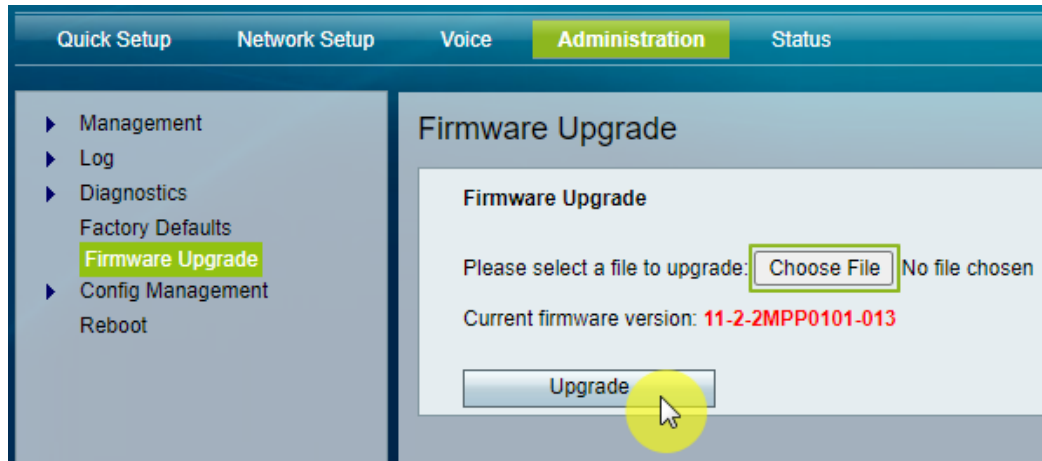 Quick Setup Network Setup Voice Administration Status
Management
Log
Diagnostics
Factory Defaults
Firmware Upgrade
Config Management
Reboot
Firmware Upgrade
Firmware Upgrade
Please select a file to upgrade: Choose File No file chosen
Current firmware version: 11-2-2MPP0101-013
Upgrade